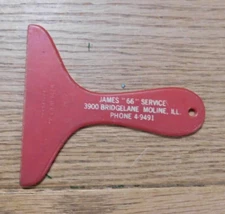 JAMES "66" SERVICE
3900 BRIDGELANE MOLINE, ILL.
PHONE 4-9491